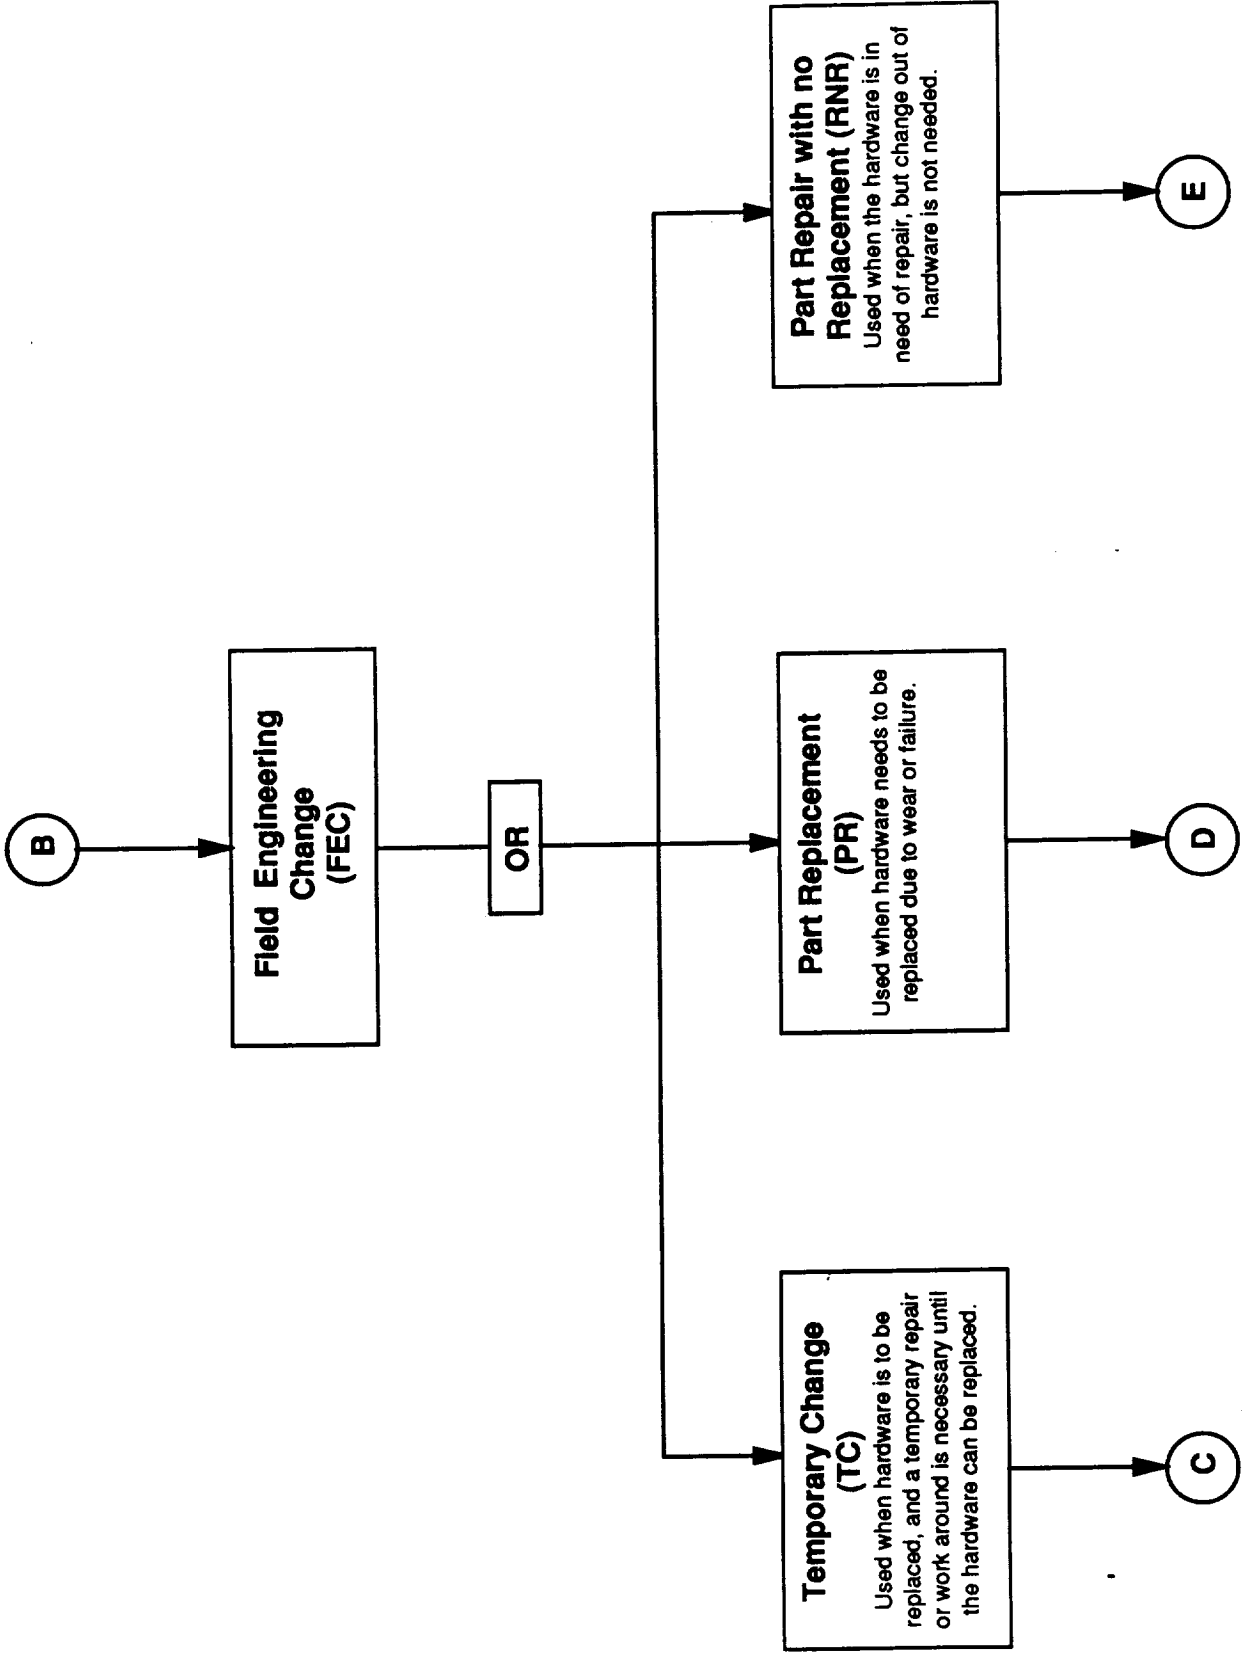 B
Field Engineering
Change
(FEC)
OR
Temporary Change
(TC)
Used when hardware is to be
replaced, and a temporary repair
or work around is necessary until
the hardware can be replaced.
C
Part Replacement
(PR)
Used when hardware needs to be
replaced due to wear or failure.
D
Part Repair with no
Replacement (RNR)
Used when the hardware is in
need of repair, but change out of
hardware is not needed.
E